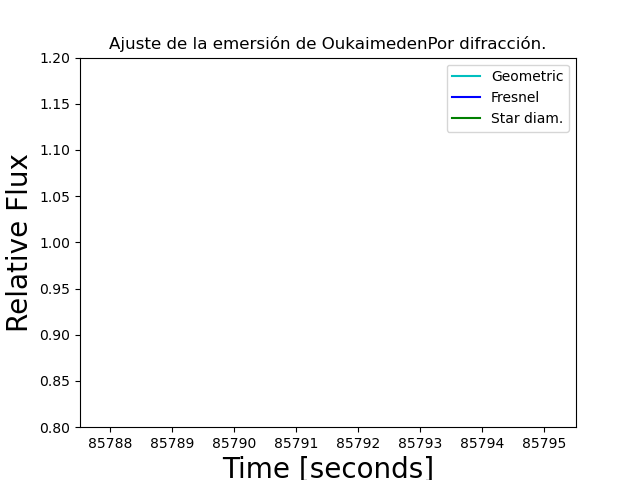 Ajuste de la emersión de OukaimedenPor difracción.
1.20
Geometric
Fresnel
Star diam.
1.15
1.10
1.05
1.00
0.95
0.90
0.85
0.80
Relative Flux
85788 85789 85790 85791 85792 85793 85794 85795
Time [seconds]